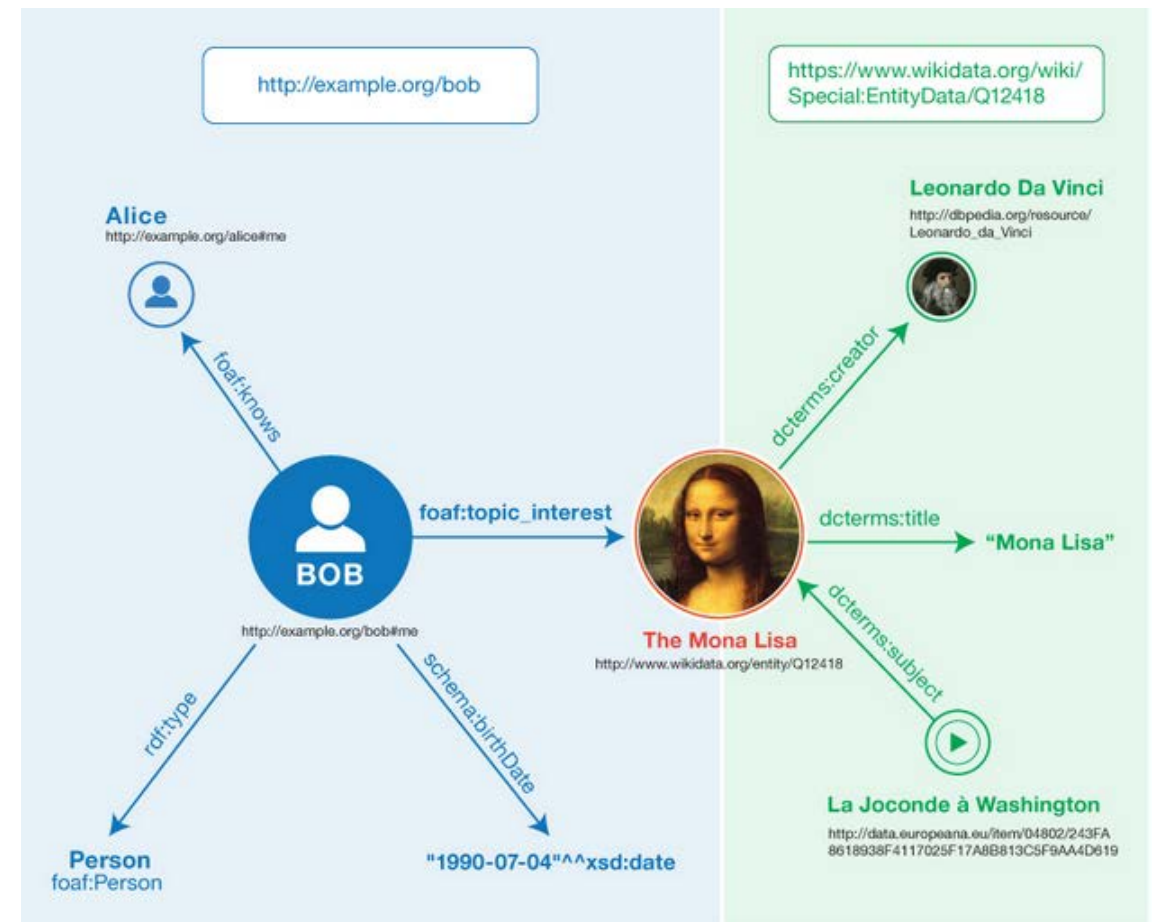 http://example.org/bob
https://www.wikidata.org/wiki/
Special:EntityData/Q12418
Leonardo Da Vinci
http://dbpedia.org/resource/
Leonardo_da_Vinci
Alice
http://example.org/alice#me
foaf:knows
dcterms:creator
foaf:topic_interest
dcterms:title
“Mona Lisa”
BOB
http://example.org/bob#me
The Mona Lisa
http://www.wikidata.org/entity/Q12418
dcterms:subject
rdf:type
schema:birthDate
La Joconde à Washington
http://data.europeana.eu/item/04802/243FA
8618938F4117025F17A8B813C5F9AA4D619
Person
foaf:Person
"1990-07-04"^^xsd:date